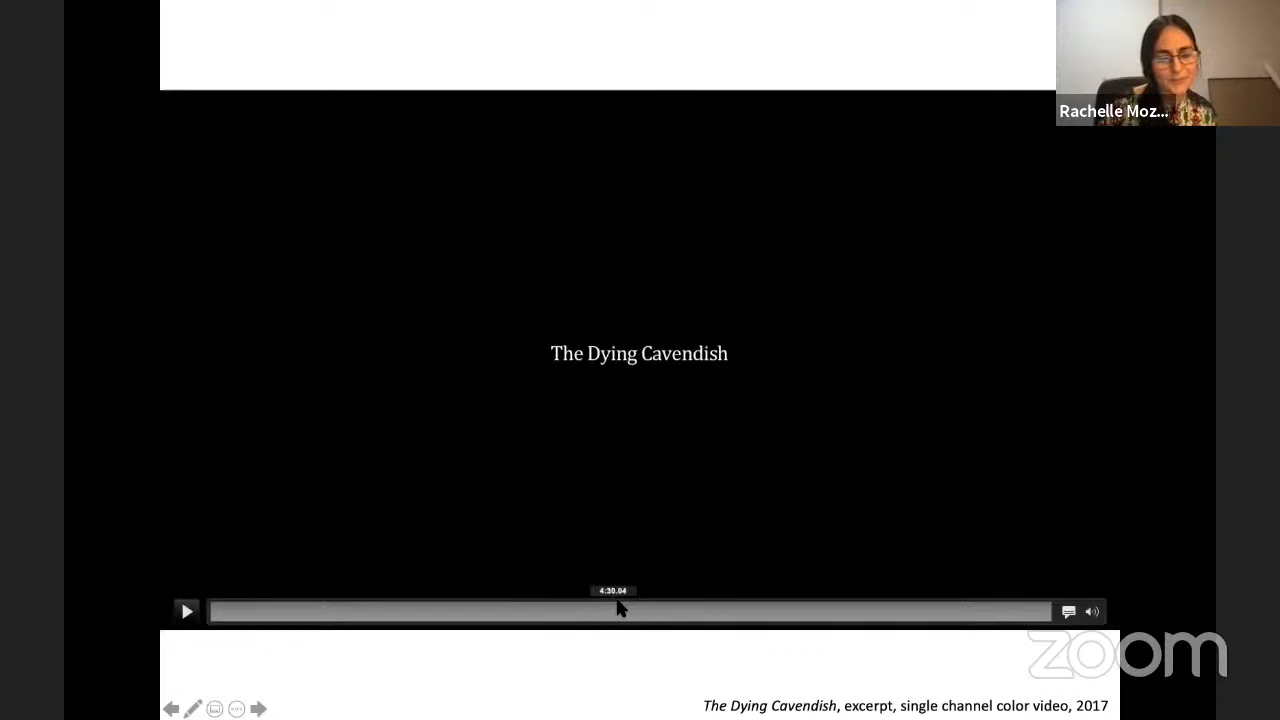 Rachelle Moz...
The Dying Cavendish
4:30.04
zoom
The Dying Cavendish, excerpt, single channel color video, 2017